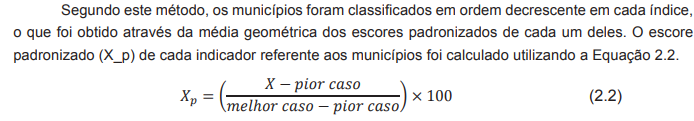 Segundo este método, os municípios foram classificados em ordem decrescente em cada índice,
o que foi obtido através da média geométrica dos escores padronizados de cada um deles. O escore
padronizado (X_p) de cada indicador referente aos municípios foi calculado utilizando a Equação 2.2.
X_p = (X − pior caso / melhor caso − pior caso) × 100 (2.2)